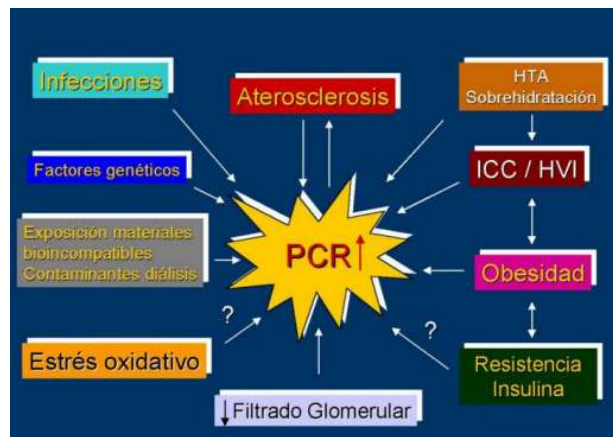 Infecciones
Aterosclerosis
HTA
Sobrehidratación
Factores genéticos
ICC / HVI
Exposición materiales
bioincompatibles
Contaminantes diálisis
PCR↑
Obesidad
?
?
Estrés oxidativo
Resistencia
Insulina
↓ Filtrado Glomerular